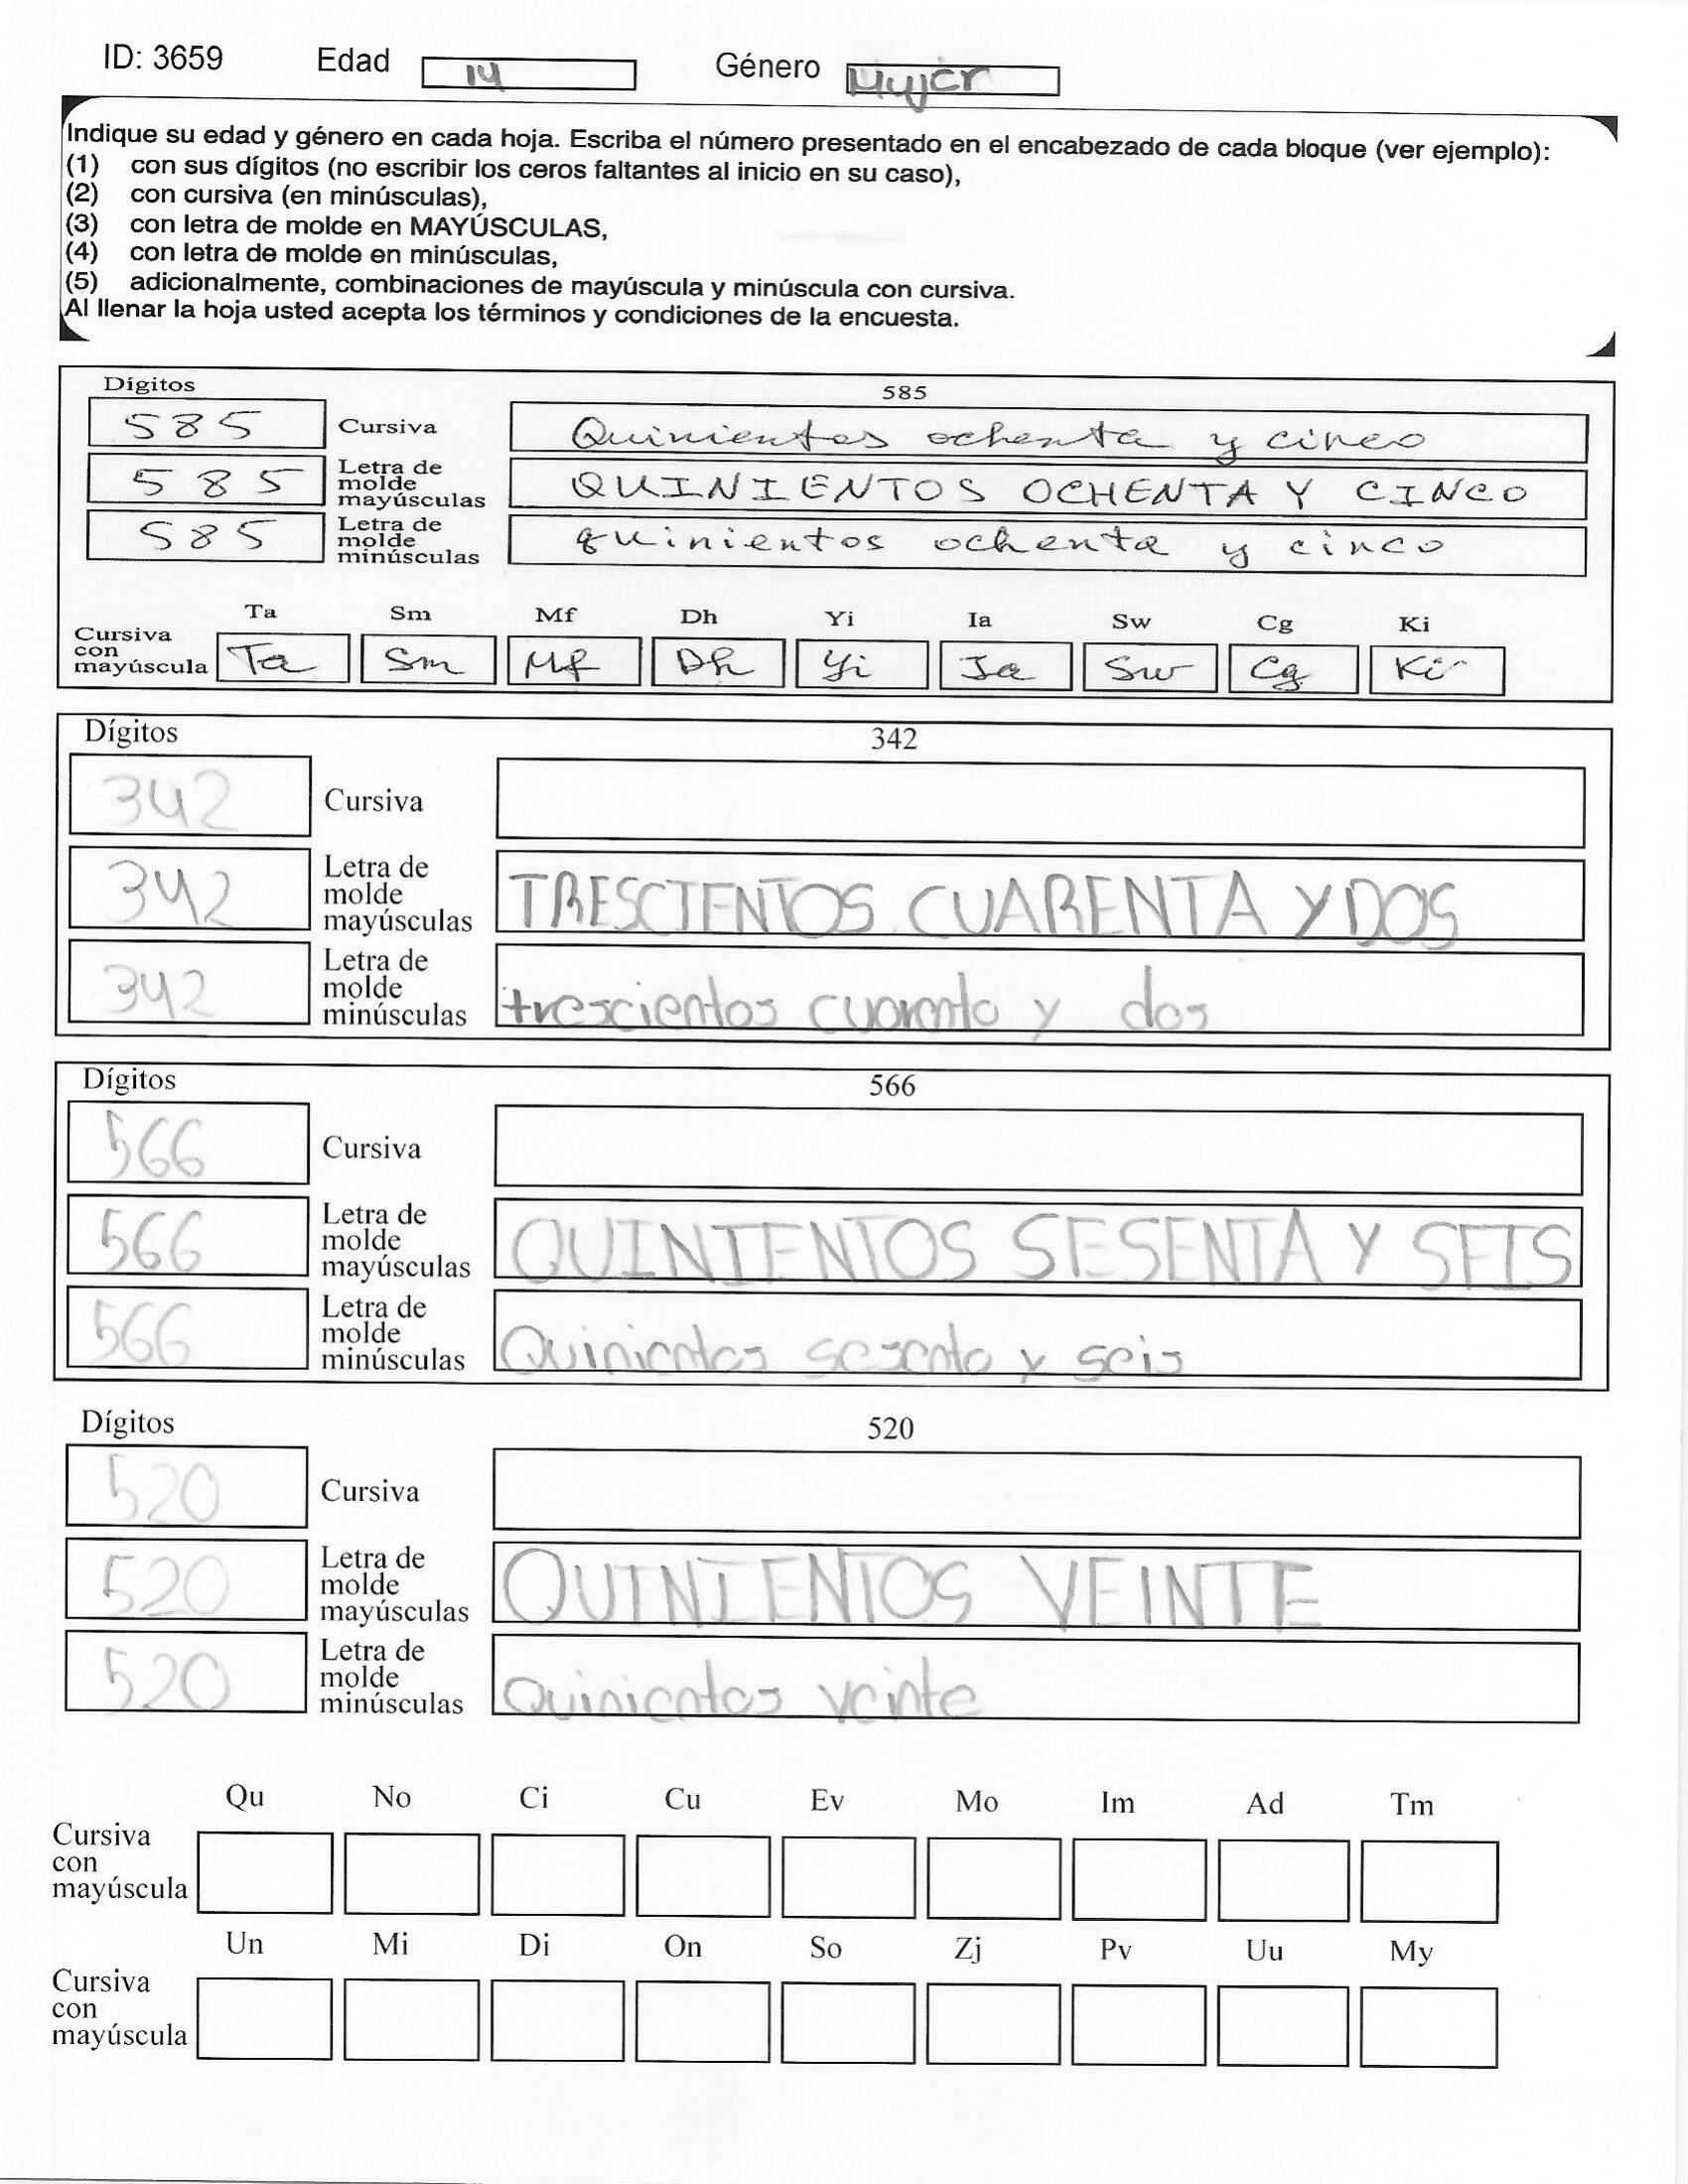 ID: 3659 Edad 14 Género Mujer
Indique su edad y género en cada hoja. Escriba el número presentado en el encabezado de cada bloque (ver ejemplo):
(1) con sus dígitos (no escribir los ceros faltantes al inicio en su caso),
(2) con cursiva (en minúsculas),
(3) con letra de molde en MAYÚSCULAS,
(4) con letra de molde en minúsculas,
(5) adicionalmente, combinaciones de mayúscula y minúscula con cursiva.
Al llenar la hoja usted acepta los términos y condiciones de la encuesta.
Dígitos 585
585 Cursiva Quinientos ochenta y cinco
585 Letra de molde mayúsculas QUINIENTOS OCHENTA Y CINCO
585 Letra de molde minúsculas quinientos ochenta y cinco
Ta Sm Mf Dh Yi Ia Sw Cg Ki
Cursiva con mayúscula Ta Sm Mf Dh Yi Ia Sw Cg Ki
Dígitos 342
342 Cursiva
342 Letra de molde mayúsculas TRESCIENTOS CUARENTA Y DOS
342 Letra de molde minúsculas trescientos cuarenta y dos
Dígitos 566
566 Cursiva
566 Letra de molde mayúsculas QUINIENTOS SESENTA Y SEIS
566 Letra de molde minúsculas Quinientos sesenta y seis
Dígitos 520
520 Cursiva
520 Letra de molde mayúsculas QUINIENTOS VEINTE
520 Letra de molde minúsculas Quinientos veinte
Qu No Ci Cu Ev Mo Im Ad Tm
Cursiva con mayúscula
Un Mi Di On So Zj Pv Uu My
Cursiva con mayúscula